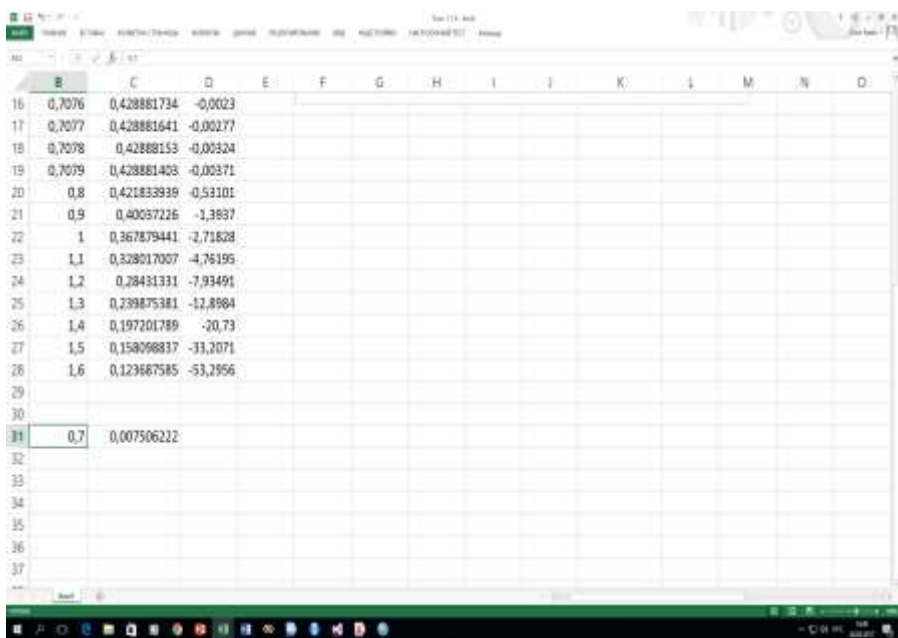 B C D E F G H I J K L M N O
16 0,7076 0,428881734 -0,0023
17 0,7077 0,428881641 -0,00277
18 0,7078 0,42888153 -0,00324
19 0,7079 0,428881403 -0,00371
20 0,8 0,421833939 -0,53101
21 0,9 0,40037226 -1,3937
22 1 0,367879441 -2,71828
23 1,1 0,328017007 -4,76195
24 1,2 0,28431331 -7,93491
25 1,3 0,239875381 -12,8984
26 1,4 0,197201789 -20,73
27 1,5 0,158098837 -33,2071
28 1,6 0,123687585 -53,2956
29
30
31 0,7 0,007506222
32
33
34
35
36
37